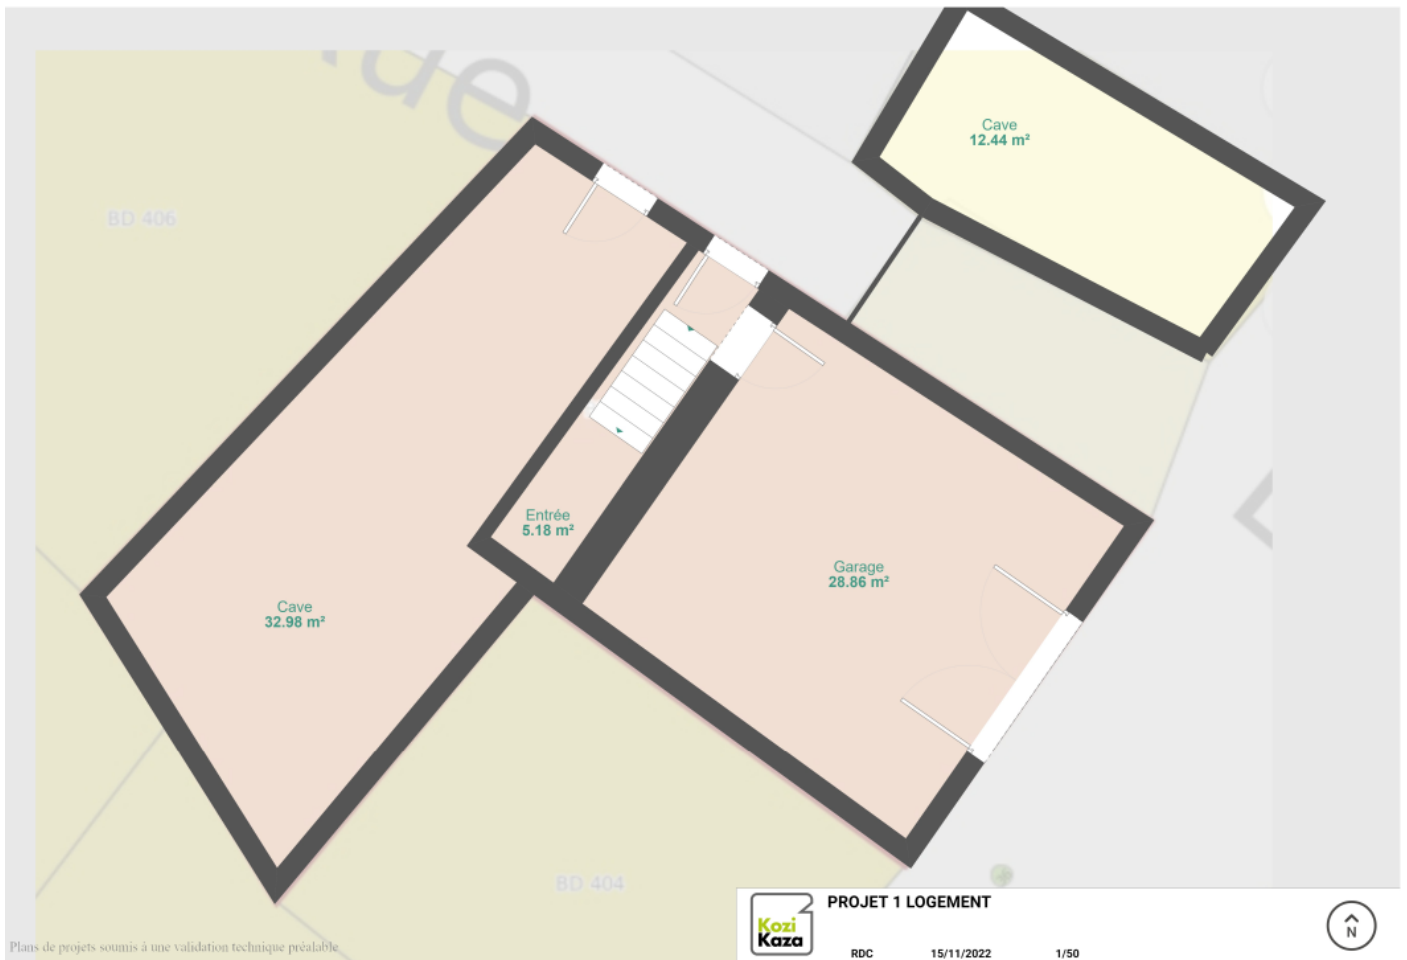 ue
Cave
12.44 m²
BD 406
Entrée
5.18 m²
Garage
28.86 m²
Cave
32.98 m²
BD 404
Kozi
Kaza
PROJET 1 LOGEMENT
RDC 15/11/2022 1/50
N
Plans de projets soumis à une validation technique préalable